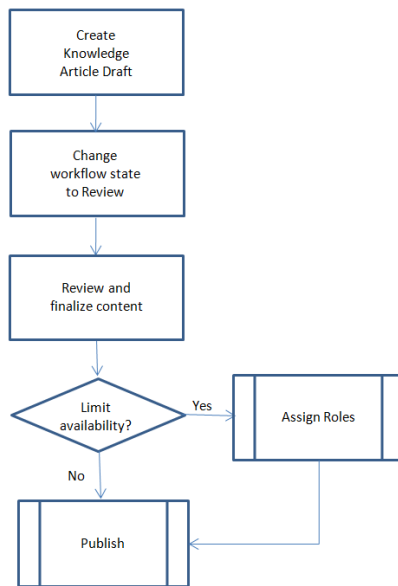 Create
Knowledge
Article Draft
Change
workflow state
to Review
Review and
finalize content
Limit
availability?
Yes
Assign Roles
No
Publish